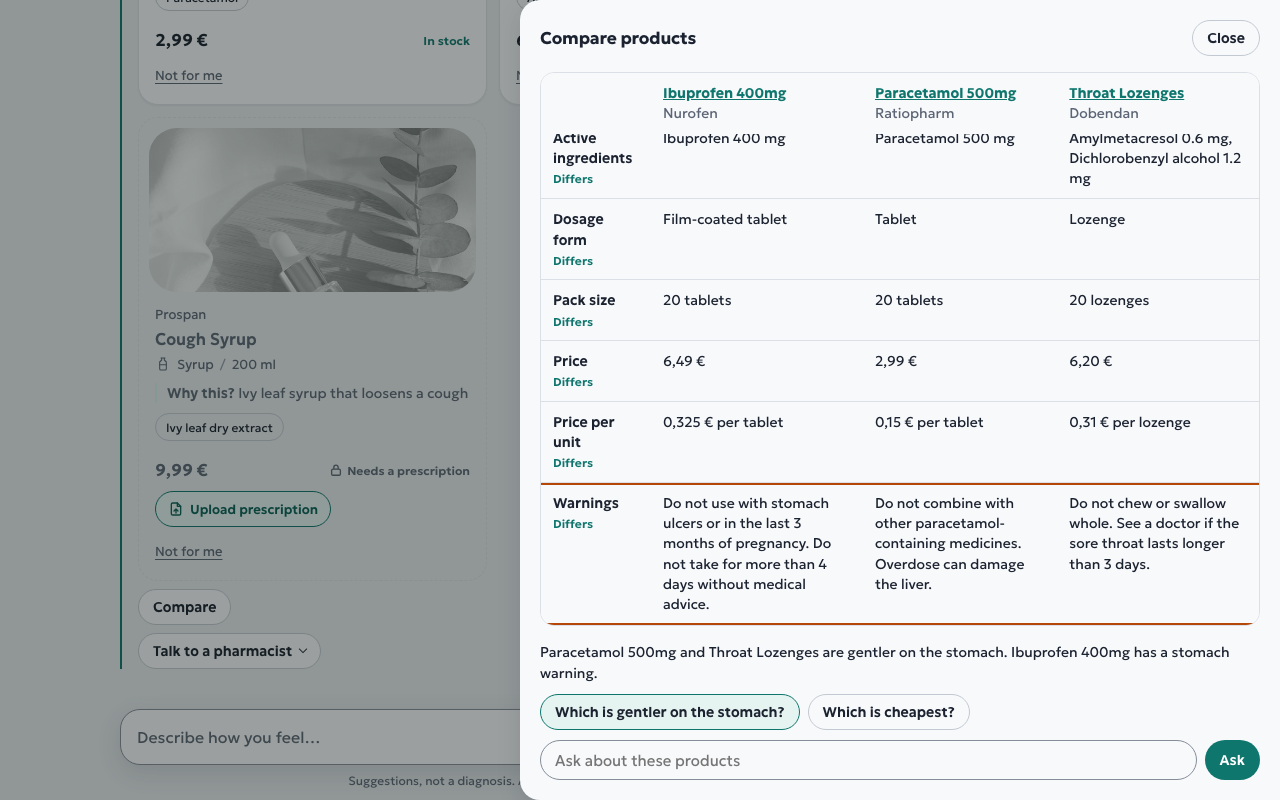 2,99 €
In stock
Not for me
Prospan
Cough Syrup
Syrup / 200 ml
Why this? Ivy leaf syrup that loosens a cough
Ivy leaf dry extract
9,99 €
Needs a prescription
Upload prescription
Not for me
Compare
Talk to a pharmacist
Describe how you feel…
Suggestions, not a diagnosis.
Compare products
Close
Ibuprofen 400mg
Nurofen
Paracetamol 500mg
Ratiopharm
Throat Lozenges
Dobendan
Active
ingredients
Differs
Ibuprofen 400 mg
Paracetamol 500 mg
Amylmetacresol 0.6 mg,
Dichlorobenzyl alcohol 1.2
mg
Dosage
form
Differs
Film-coated tablet
Tablet
Lozenge
Pack size
Differs
20 tablets
20 tablets
20 lozenges
Price
Differs
6,49 €
2,99 €
6,20 €
Price per
unit
Differs
0,325 € per tablet
0,15 € per tablet
0,31 € per lozenge
Warnings
Differs
Do not use with stomach
ulcers or in the last 3
months of pregnancy. Do
not take for more than 4
days without medical
advice.
Do not combine with
other paracetamol-
containing medicines.
Overdose can damage
the liver.
Do not chew or swallow
whole. See a doctor if the
sore throat lasts longer
than 3 days.
Paracetamol 500mg and Throat Lozenges are gentler on the stomach. Ibuprofen 400mg has a stomach
warning.
Which is gentler on the stomach?
Which is cheapest?
Ask about these products
Ask